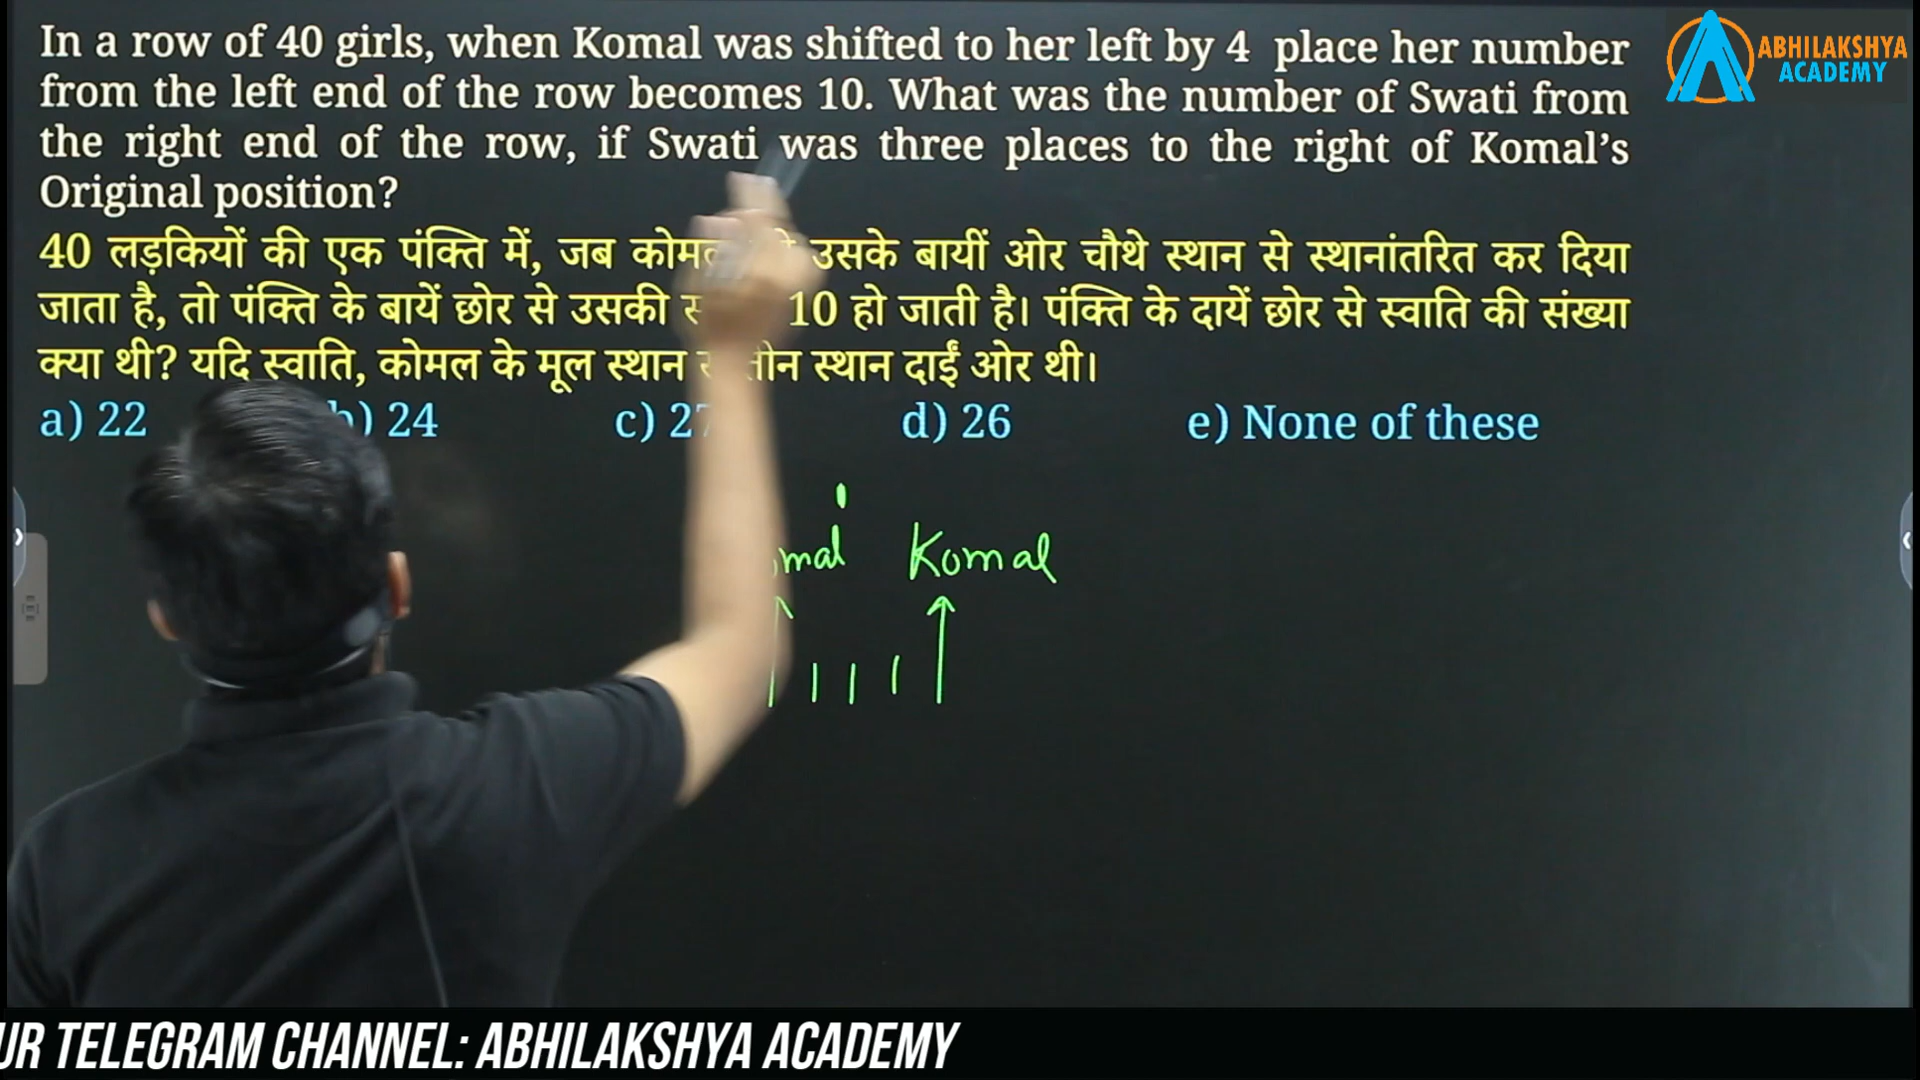 In a row of 40 girls, when Komal was shifted to her left by 4 place her number
from the left end of the row becomes 10. What was the number of Swati from
the right end of the row, if Swati was three places to the right of Komal's
Original position?
40 लड़कियों की एक पंक्ति में, जब उसके बायीं ओर चौथे स्थान से स्थानांतरित कर दिया
जाता है, तो पंक्ति के बायें छोर से उसकी 10 हो जाती है। पंक्ति के दायें छोर से स्वाति की संख्या
क्या थी? यदि स्वाति, कोमल के मूल स्थान स्थान दाईं ओर थी।
a) 22 b) 24 c) d) 26 e) None of these
Komal
ABHILAKSHYA
ACADEMY
TELEGRAM CHANNEL: ABHILAKSHYA ACADEMY